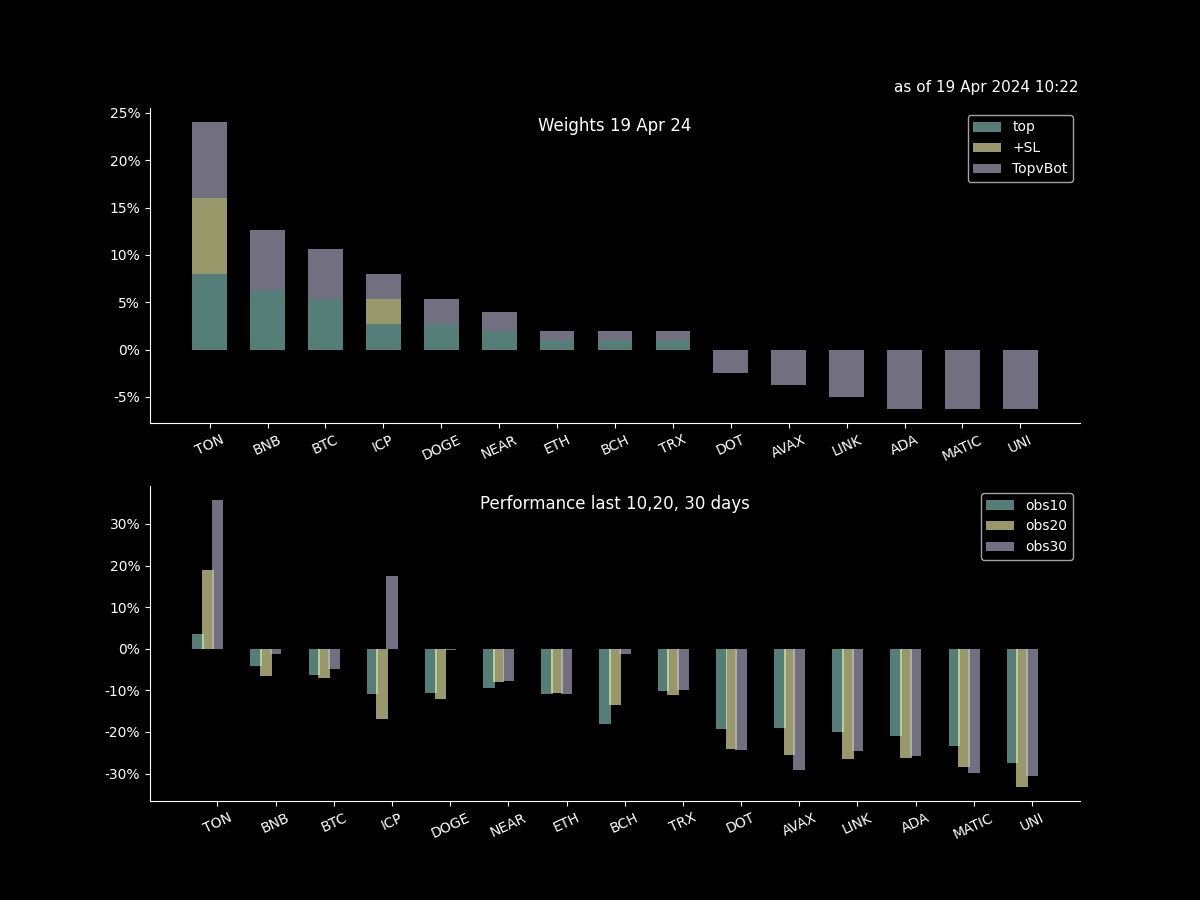 as of 19 Apr 2024 10:22
Weights 19 Apr 24
top
+SL
TopvBot
25%
20%
15%
10%
5%
0%
-5%
TON BNB BTC ICP DOGE NEAR ETH BCH TRX DOT AVAX LINK ADA MATIC UNI
Performance last 10,20, 30 days
obs10
obs20
obs30
30%
20%
10%
0%
-10%
-20%
-30%
TON BNB BTC ICP DOGE NEAR ETH BCH TRX DOT AVAX LINK ADA MATIC UNI